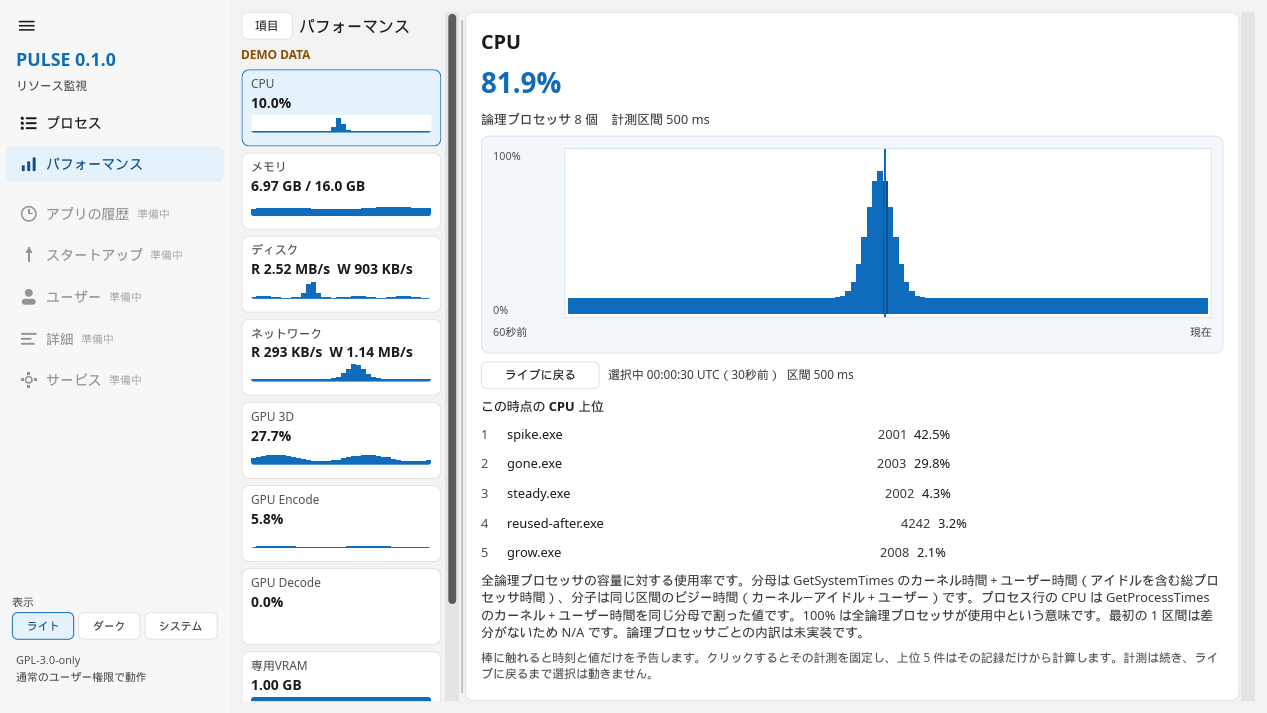 PULSE 0.1.0
リソース監視
プロセス
パフォーマンス
アプリの履歴 準備中
スタートアップ 準備中
ユーザー 準備中
詳細 準備中
サービス 準備中
表示
ライト ダーク システム
GPL-3.0-only
通常のユーザー権限で動作
項目 パフォーマンス
DEMO DATA
CPU
10.0%
メモリ
6.97 GB / 16.0 GB
ディスク
R 2.52 MB/s W 903 KB/s
ネットワーク
R 293 KB/s W 1.14 MB/s
GPU 3D
27.7%
GPU Encode
5.8%
GPU Decode
0.0%
専用VRAM
1.00 GB
CPU
81.9%
論理プロセッサ 8 個 計測区間 500 ms
100%
0%
60秒前 現在
ライブに戻る 選択中 00:00:30 UTC（30秒前） 区間 500 ms
この時点の CPU 上位
1 spike.exe 2001 42.5%
2 gone.exe 2003 29.8%
3 steady.exe 2002 4.3%
4 reused-after.exe 4242 3.2%
5 grow.exe 2008 2.1%
全論理プロセッサの容量に対する使用率です。分母は GetSystemTimes のカーネル時間＋ユーザー時間（アイドルを含む総プロ
セッサ時間）、分子は同じ区間のビジー時間（カーネル−アイドル＋ユーザー）です。プロセス行の CPU は GetProcessTimes
のカーネル＋ユーザー時間を同じ分母で割った値です。100% は全論理プロセッサが使用中という意味です。最初の 1 区間は差
分がないため N/A です。論理プロセッサごとの内訳は未実装です。
棒に触れると時刻と値だけを予告します。クリックするとその計測を固定し、上位 5 件はその記録だけから計算します。計測は続き、ライ
ブに戻るまで選択は動きません。